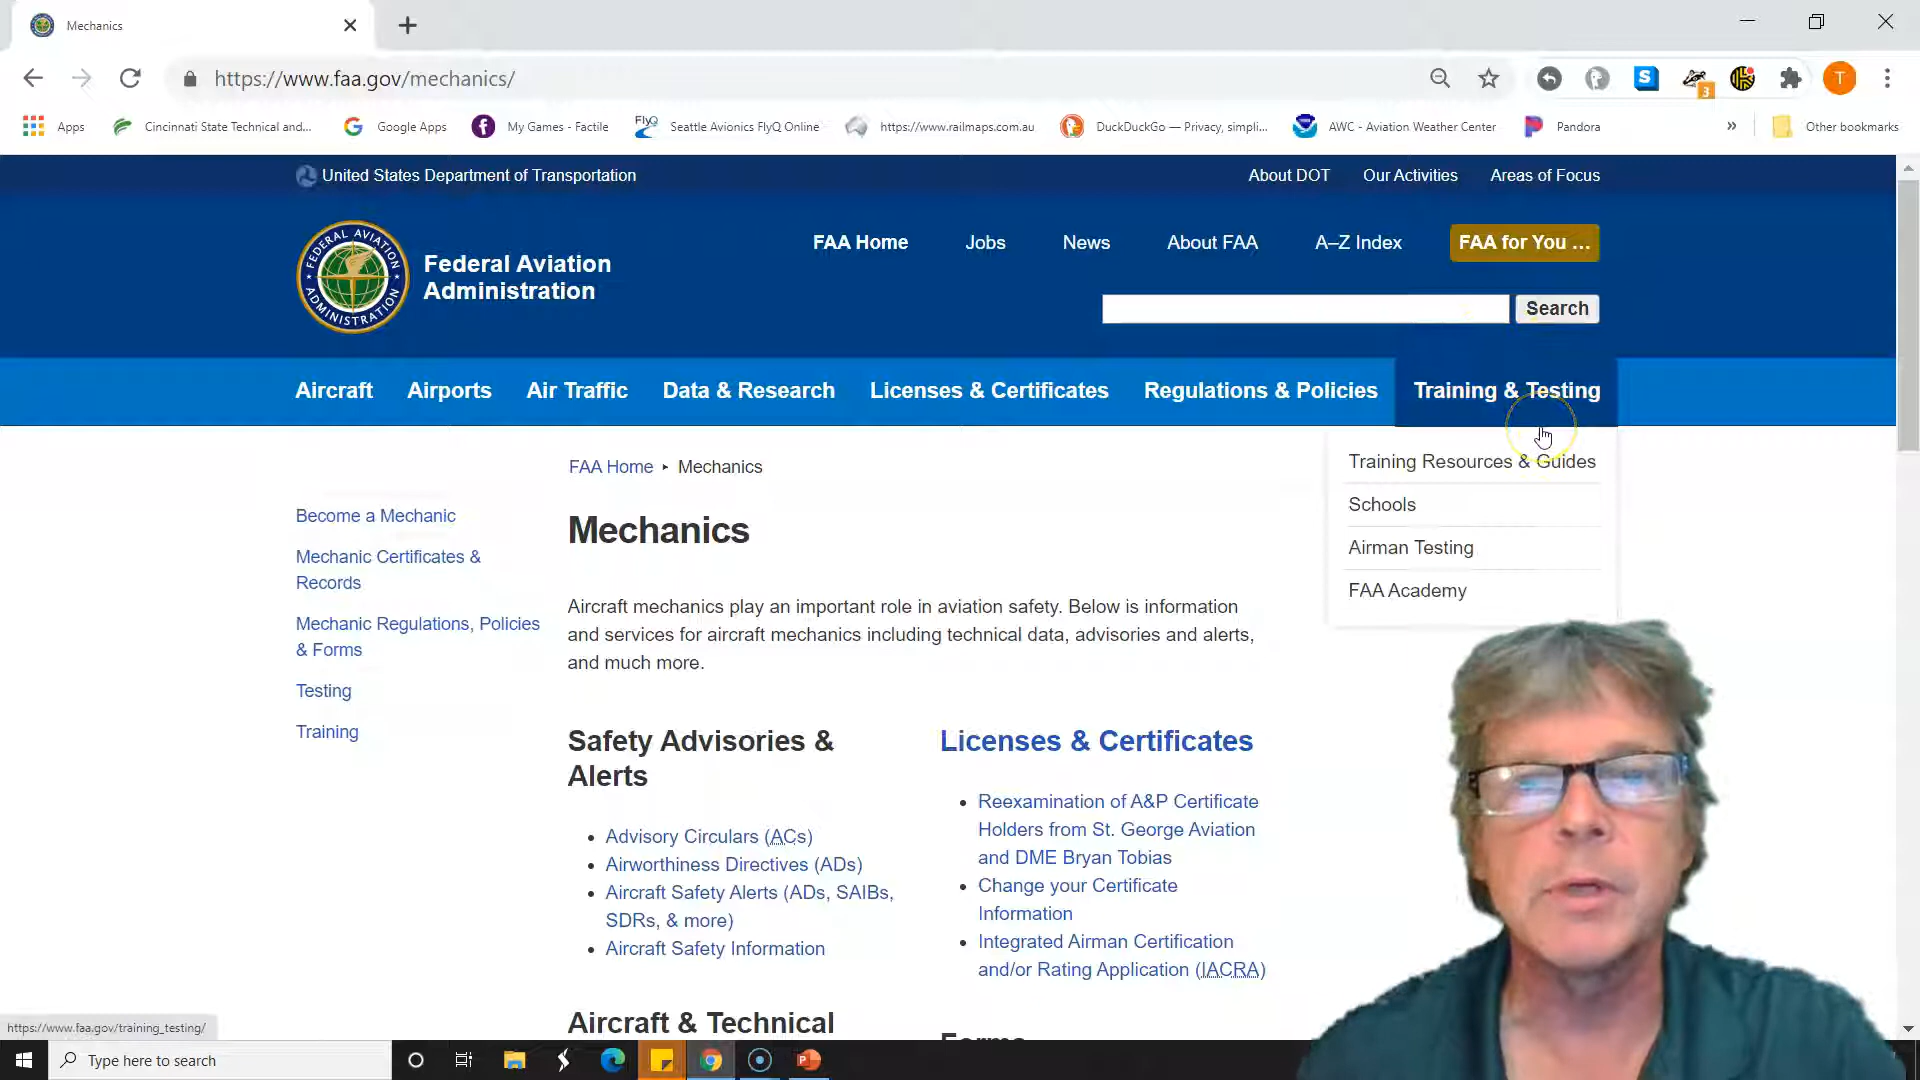 Mechanics
https://www.faa.gov/mechanics/
S
3
T
Apps
Cincinnati State Technical and...
Google Apps
My Games - Factile
FlyQ
Seattle Avionics FlyQ Online
https://www.railmaps.com.au
DuckDuckGo — Privacy, simpli...
AWC - Aviation Weather Center
Pandora
»
Other bookmarks
United States Department of Transportation
About DOT
Our Activities
Areas of Focus
FEDERAL AVIATION ADMINISTRATION
Federal Aviation
Administration
FAA Home
Jobs
News
About FAA
A–Z Index
FAA for You ...
Search
Aircraft
Airports
Air Traffic
Data & Research
Licenses & Certificates
Regulations & Policies
Training & Testing
Training Resources & Guides
Schools
Airman Testing
FAA Academy
FAA Home ▸ Mechanics
Become a Mechanic
Mechanic Certificates &
Records
Mechanic Regulations, Policies
& Forms
Testing
Training
Mechanics
Aircraft mechanics play an important role in aviation safety. Below is information
and services for aircraft mechanics including technical data, advisories and alerts,
and much more.
Safety Advisories &
Alerts
• Advisory Circulars (ACs)
• Airworthiness Directives (ADs)
• Aircraft Safety Alerts (ADs, SAIBs,
SDRs, & more)
• Aircraft Safety Information
Aircraft & Technical
Licenses & Certificates
• Reexamination of A&P Certificate
Holders from St. George Aviation
and DME Bryan Tobias
• Change your Certificate
Information
• Integrated Airman Certification
and/or Rating Application (IACRA)
Forms
https://www.faa.gov/training_testing/
Type here to search